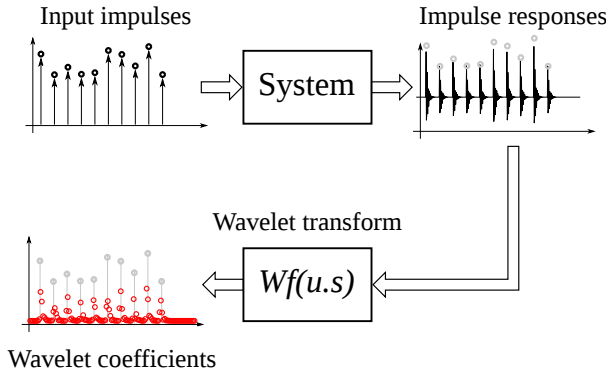 Input impulses
System
Impulse responses
Wavelet transform
Wf(u.s)
Wavelet coefficients